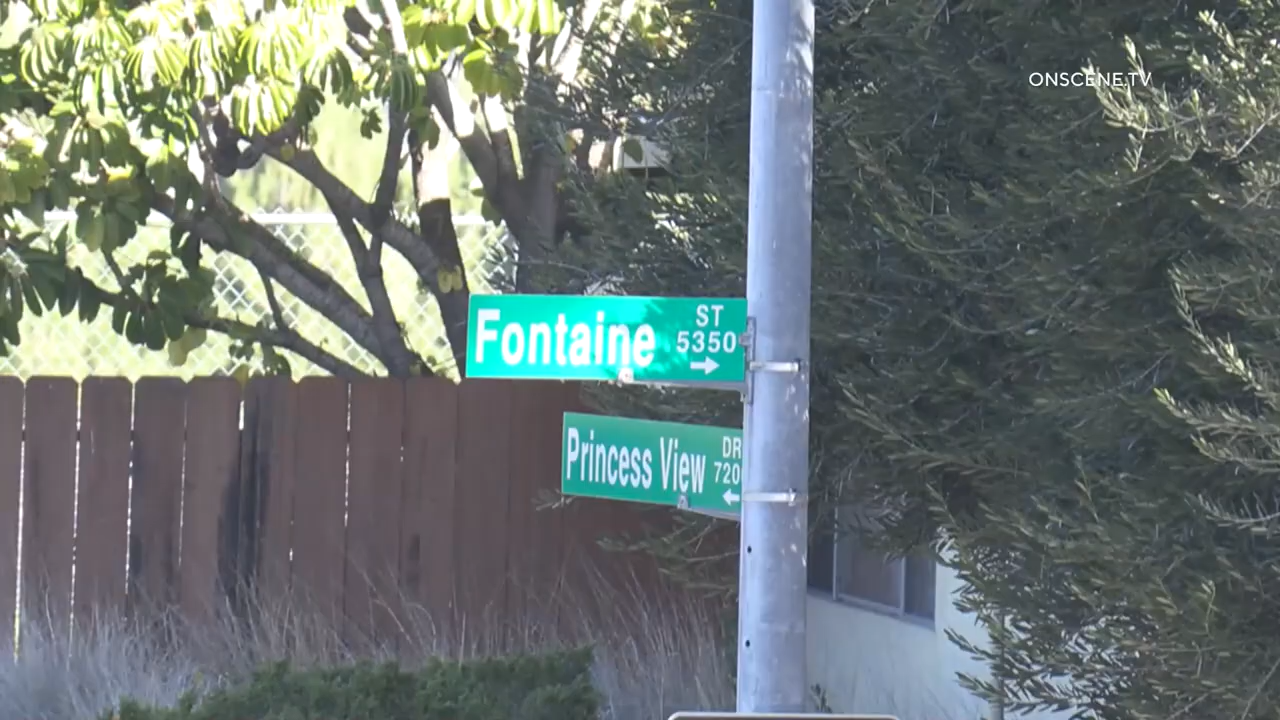 ONSCENE.TV
Fontaine ST
5350
→
Princess View DR
720
←